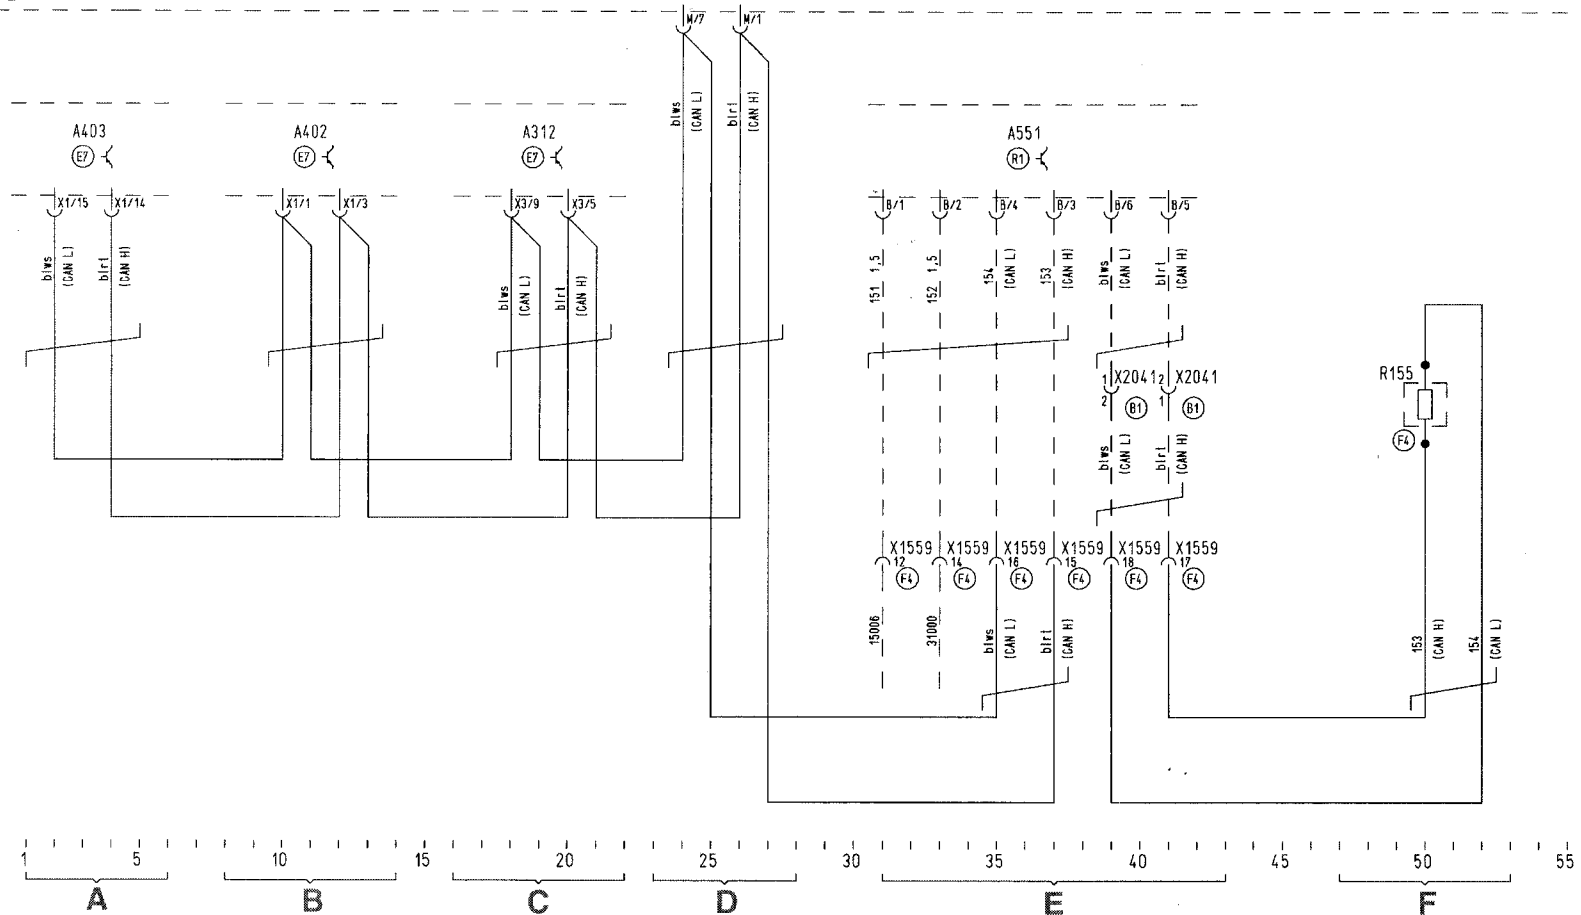 M/7 M/1
blws (CAN L) blrt (CAN H)
A403 A402 A312 A551
E7 E7 E7 R1
X1/15 X1/14 X1/1 X1/3 X3/9 X3/5 B/1 B/2 B/4 B/3 B/6 B/5
blws (CAN L) blrt (CAN H) blws (CAN L) blrt (CAN H) 151 1,5 152 1,5 154 (CAN L) 153 (CAN H) blws (CAN L) blrt (CAN H)
1 X2041 2 X2041 R155
2 B1 1 B1
F4
blws (CAN L) blrt (CAN H)
X1559 X1559 X1559 X1559 X1559 X1559
12 14 16 15 18 17
F4 F4 F4 F4 F4 F4
15006 31000 blws (CAN L) blrt (CAN H) 153 (CAN H) 154 (CAN L)
1 5 10 15 20 25 30 35 40 45 50 55
A B C D E F